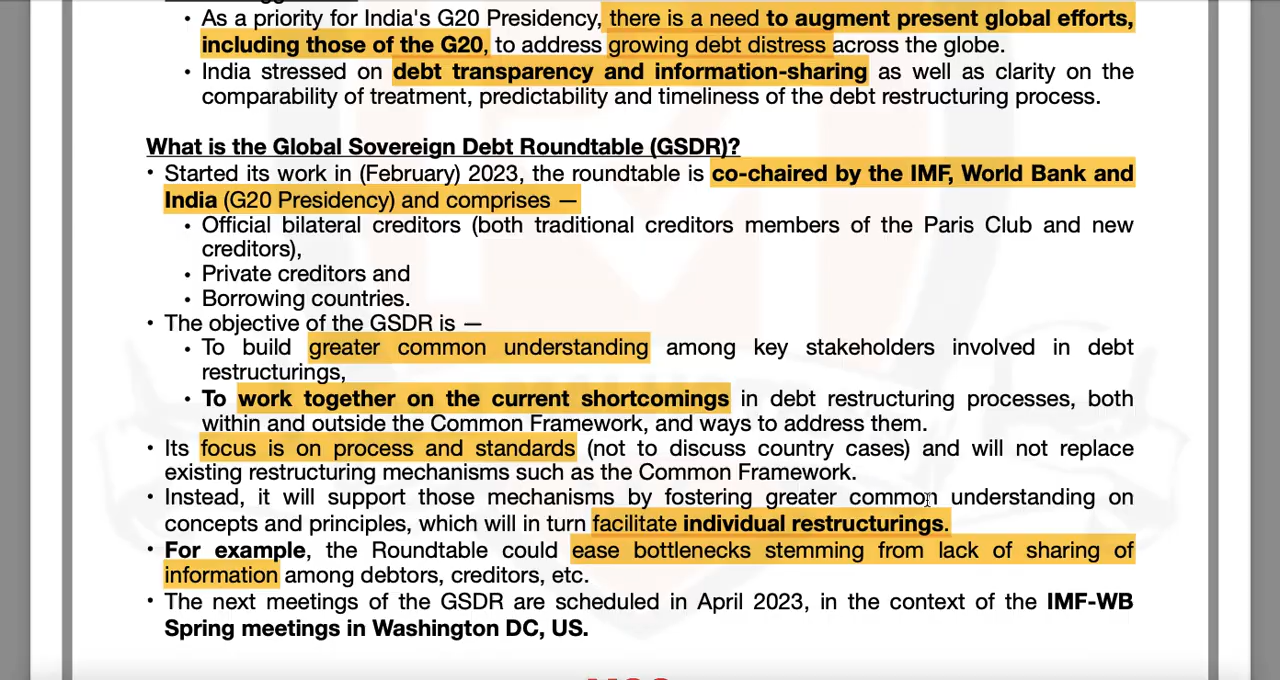 • As a priority for India's G20 Presidency, there is a need to augment present global efforts,
including those of the G20, to address growing debt distress across the globe.
• India stressed on debt transparency and information-sharing as well as clarity on the
comparability of treatment, predictability and timeliness of the debt restructuring process.
What is the Global Sovereign Debt Roundtable (GSDR)?
• Started its work in (February) 2023, the roundtable is co-chaired by the IMF, World Bank and
India (G20 Presidency) and comprises —
• Official bilateral creditors (both traditional creditors members of the Paris Club and new
creditors),
• Private creditors and
• Borrowing countries.
• The objective of the GSDR is —
• To build greater common understanding among key stakeholders involved in debt
restructurings,
• To work together on the current shortcomings in debt restructuring processes, both
within and outside the Common Framework, and ways to address them.
• Its focus is on process and standards (not to discuss country cases) and will not replace
existing restructuring mechanisms such as the Common Framework.
• Instead, it will support those mechanisms by fostering greater common understanding on
concepts and principles, which will in turn facilitate individual restructurings.
• For example, the Roundtable could ease bottlenecks stemming from lack of sharing of
information among debtors, creditors, etc.
• The next meetings of the GSDR are scheduled in April 2023, in the context of the IMF-WB
Spring meetings in Washington DC, US.